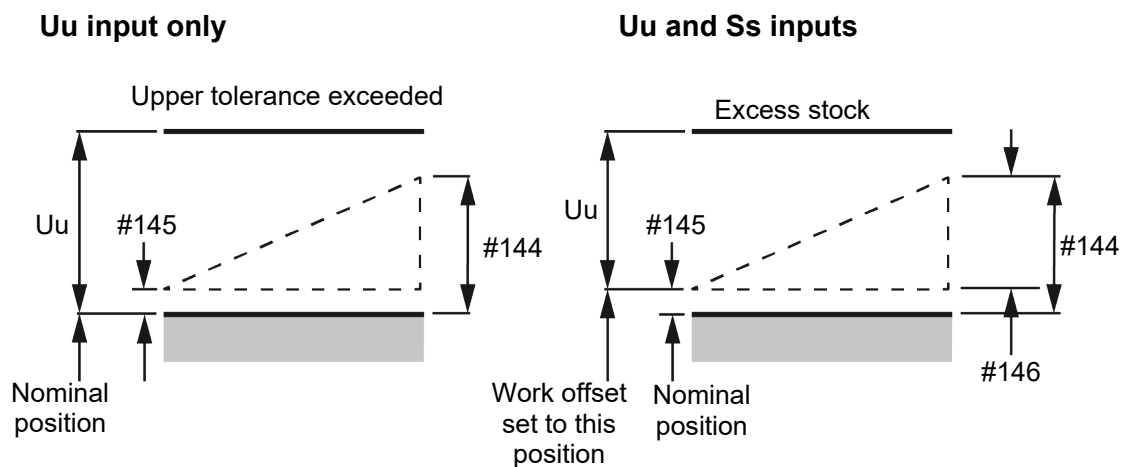 Uu input only
Upper tolerance exceeded
Uu
#145
#144
Nominal
position
Uu and Ss inputs
Excess stock
Uu
#145
#144
#146
Work offset
set to this
position
Nominal
position